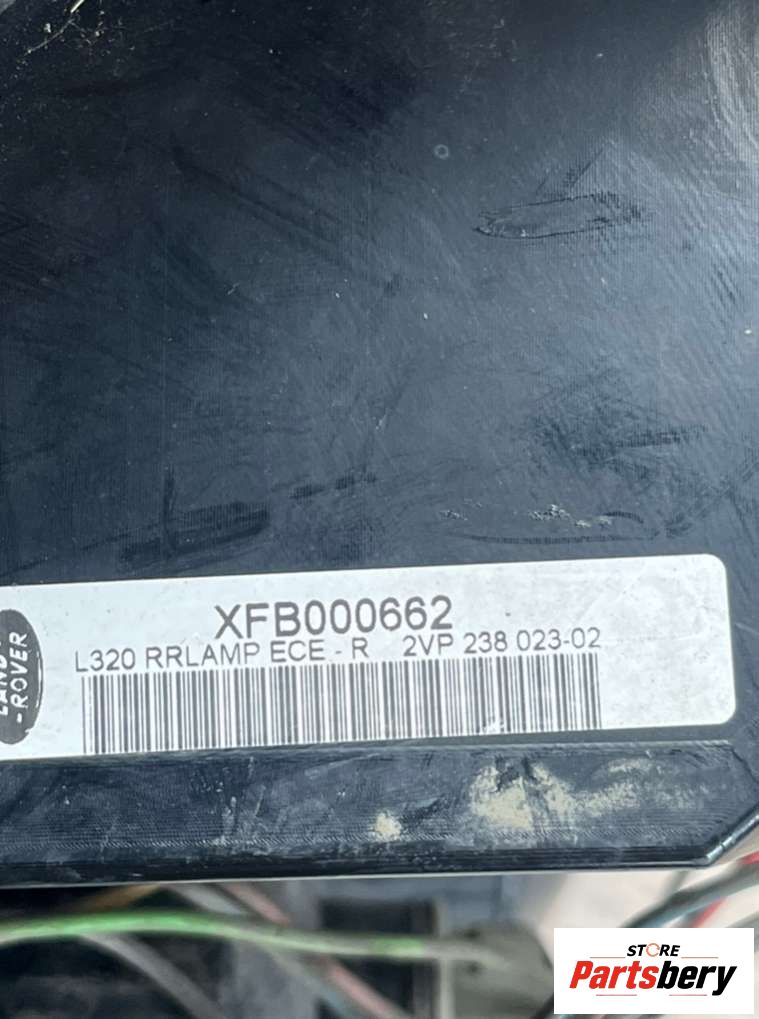 XFB000662
L320 RRLAMP ECE - R 2VP 238 023-02
LAND-
-ROVER
STORE
Partsbery